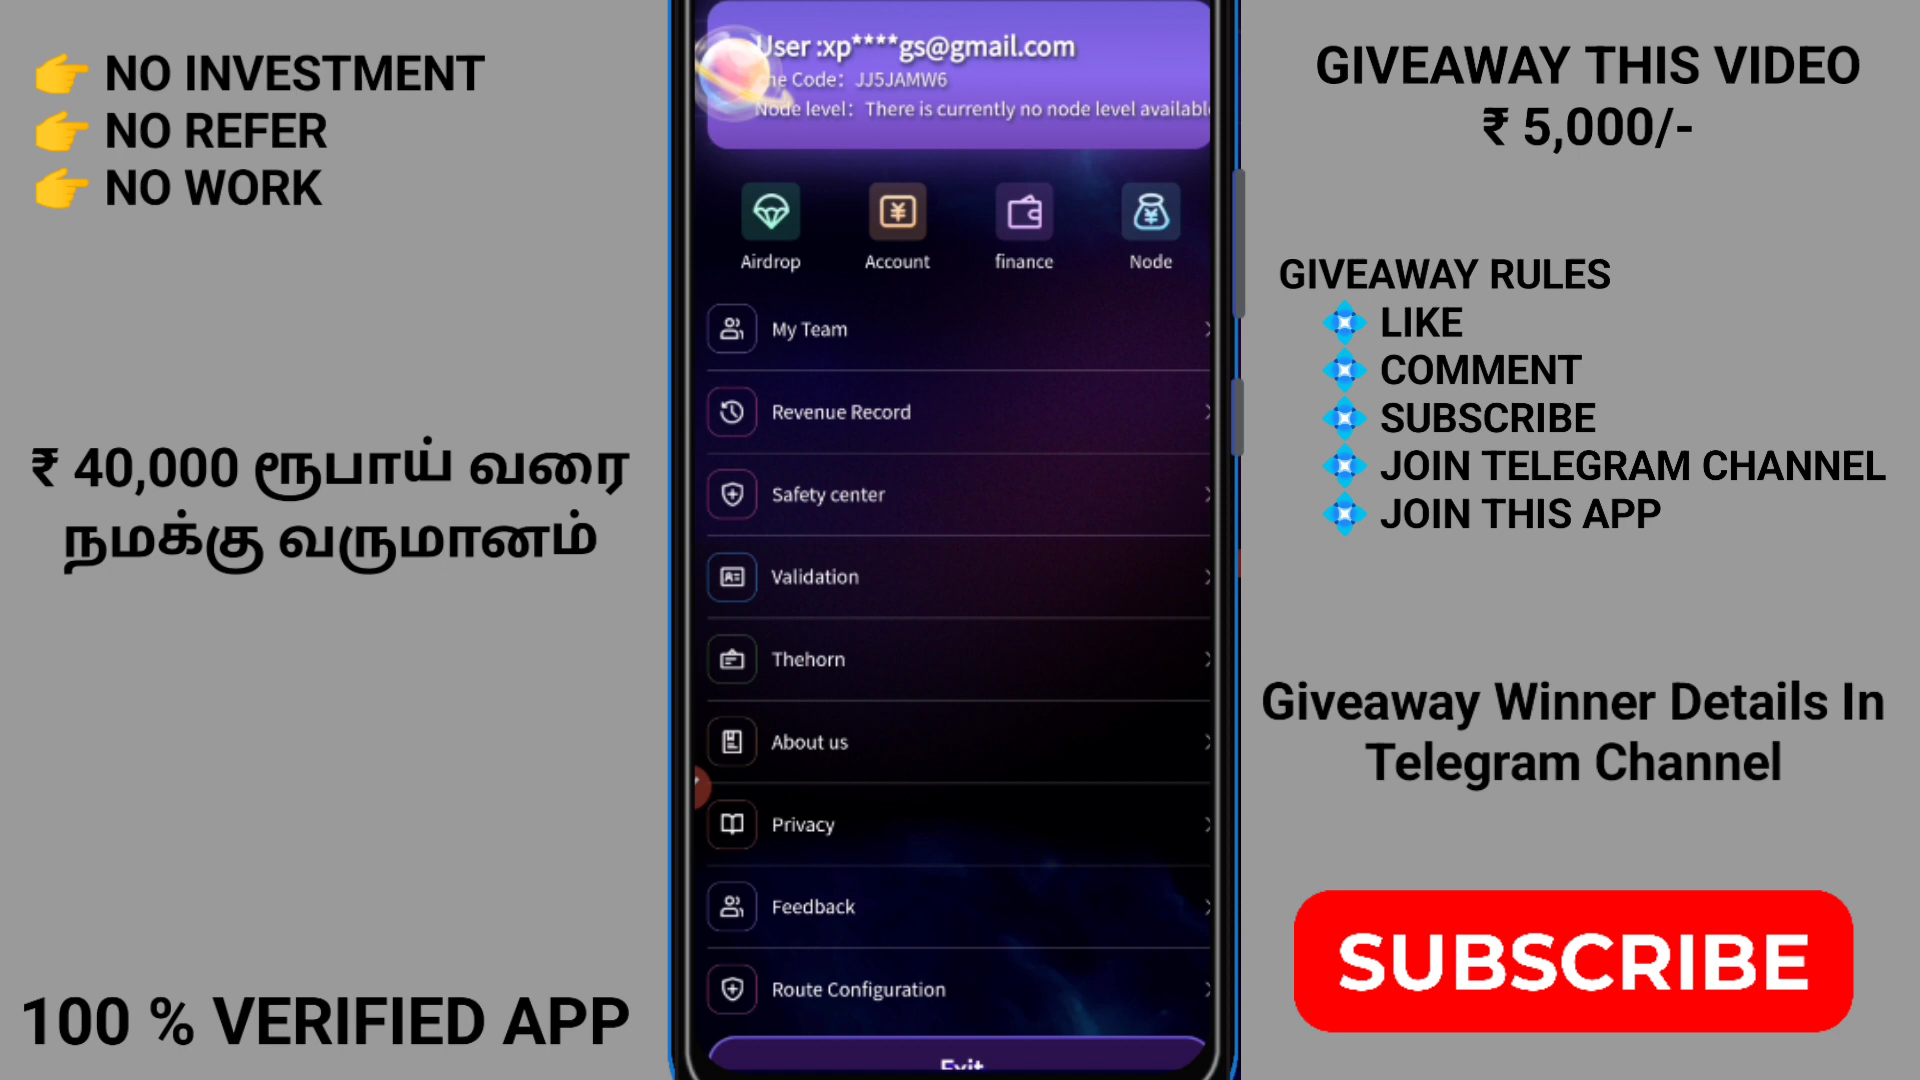 NO INVESTMENT
NO REFER
NO WORK
₹ 40,000 ரூபாய் வரை
நமக்கு வருமானம்
100 % VERIFIED APP
User :xp****gs@gmail.com
he Code: JJ5JAMW6
Node level: There is currently no node level availabl
Airdrop
Account
finance
Node
My Team
Revenue Record
Safety center
Validation
Thehorn
About us
Privacy
Feedback
Route Configuration
Exit
GIVEAWAY THIS VIDEO
₹ 5,000/-
GIVEAWAY RULES
LIKE
COMMENT
SUBSCRIBE
JOIN TELEGRAM CHANNEL
JOIN THIS APP
Giveaway Winner Details In
Telegram Channel
SUBSCRIBE